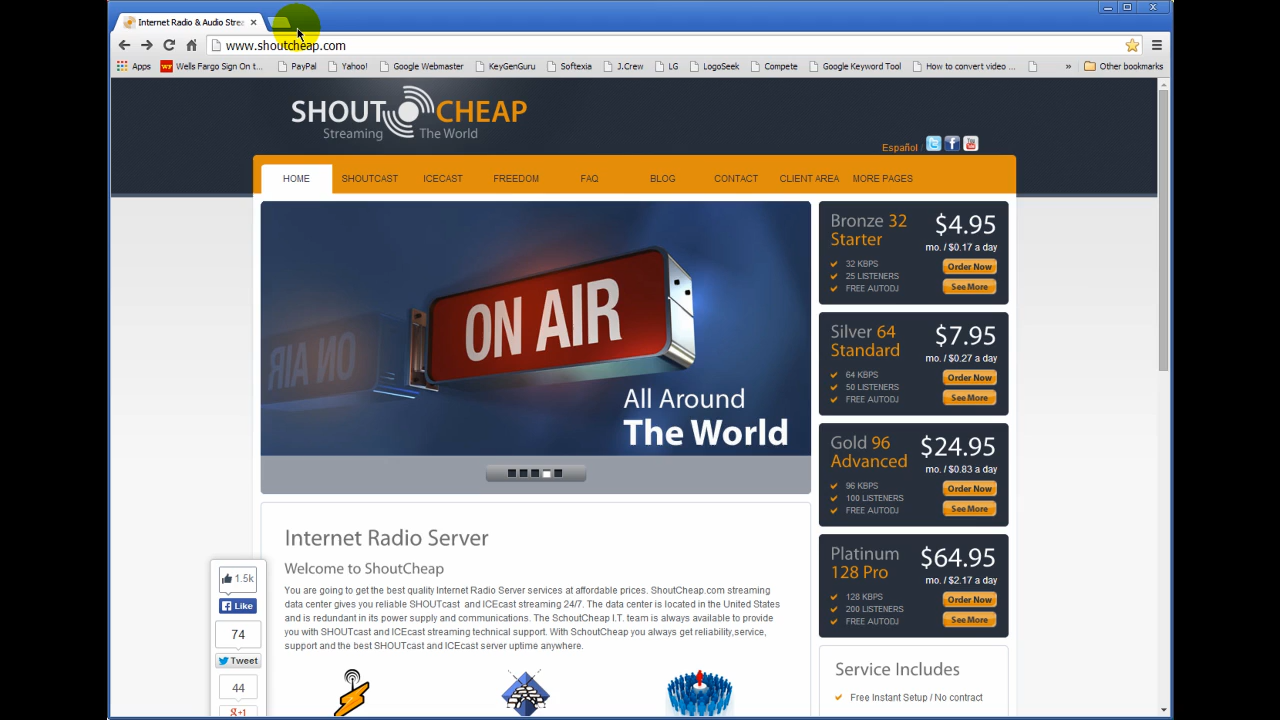 Internet Radio & Audio Strea
www.shoutcheap.com
Apps Wells Fargo Sign On t... PayPal Yahoo! Google Webmaster KeyGenGuru Softexia J.Crew LG LogoSeek Compete Google Keyword Tool How to convert video ... » Other bookmarks
SHOUT CHEAP
Streaming The World
Español /
HOME SHOUTCAST ICECAST FREEDOM FAQ BLOG CONTACT CLIENT AREA MORE PAGES
ON AIR
ON AIR
All Around
The World
Bronze 32
Starter
$4.95
mo. / $0.17 a day
32 KBPS
25 LISTENERS
FREE AUTODJ
Order Now
See More
Silver 64
Standard
$7.95
mo. / $0.27 a day
64 KBPS
50 LISTENERS
FREE AUTODJ
Order Now
See More
Gold 96
Advanced
$24.95
mo. / $0.83 a day
96 KBPS
100 LISTENERS
FREE AUTODJ
Order Now
See More
Platinum
128 Pro
$64.95
mo. / $2.17 a day
128 KBPS
200 LISTENERS
FREE AUTODJ
Order Now
See More
Service Includes
Free Instant Setup / No contract
Internet Radio Server
Welcome to ShoutCheap
You are going to get the best quality Internet Radio Server services at affordable prices. ShoutCheap.com streaming
data center gives you reliable SHOUTcast and ICEcast streaming 24/7. The data center is located in the United States
and is redundant in its power supply and communications. The SchoutCheap I.T. team is always available to provide
you with SHOUTcast and ICEcast streaming technical support. With SchoutCheap you always get reliability,service,
support and the best SHOUTcast and ICEcast server uptime anywhere.
1.5k
Like
74
Tweet
44
g+1